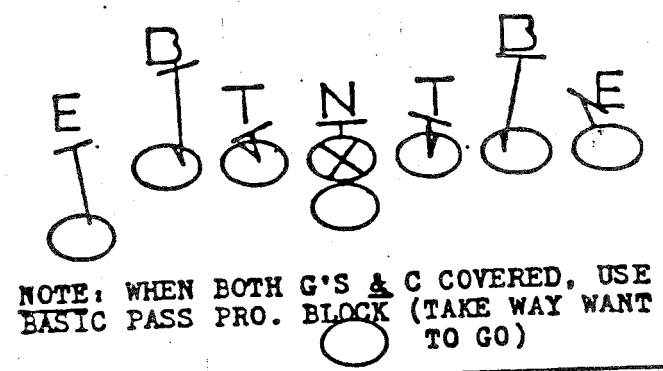 B B
E T N T E
NOTE: WHEN BOTH G'S & C COVERED, USE
BASIC PASS PRO. BLOCK (TAKE WAY WANT
TO GO)